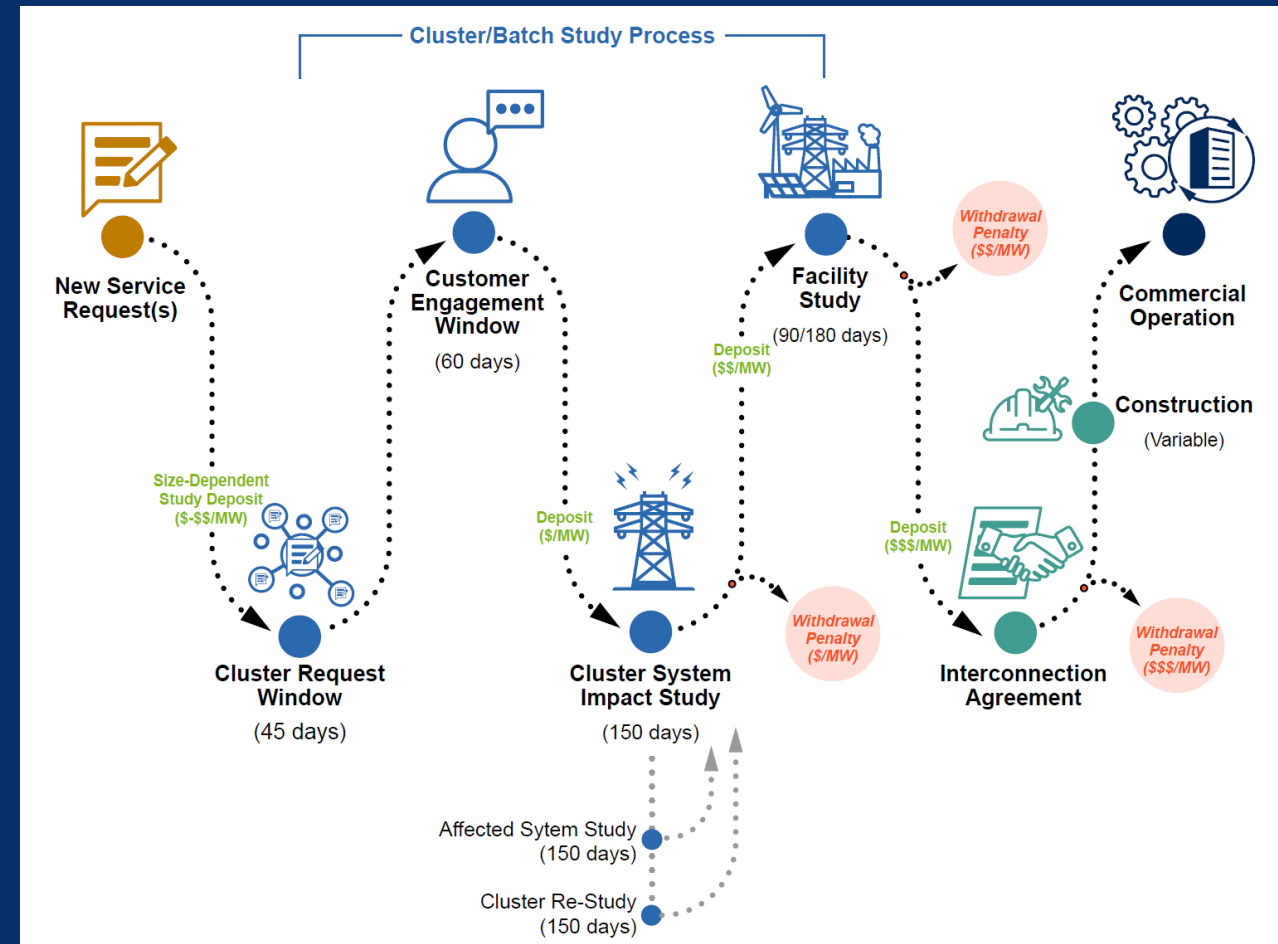 Cluster/Batch Study Process
New Service
Request(s)
Size-Dependent
Study Deposit
($-$$/MW)
Cluster Request
Window
(45 days)
Customer
Engagement
Window
(60 days)
Deposit
($/MW)
Cluster System
Impact Study
(150 days)
Affected Sytem Study
(150 days)
Cluster Re-Study
(150 days)
Withdrawal
Penalty
($/MW)
Deposit
($$/MW)
Facility
Study
(90/180 days)
Withdrawal
Penalty
($$/MW)
Deposit
($$$/MW)
Interconnection
Agreement
Withdrawal
Penalty
($$$/MW)
Construction
(Variable)
Commercial
Operation